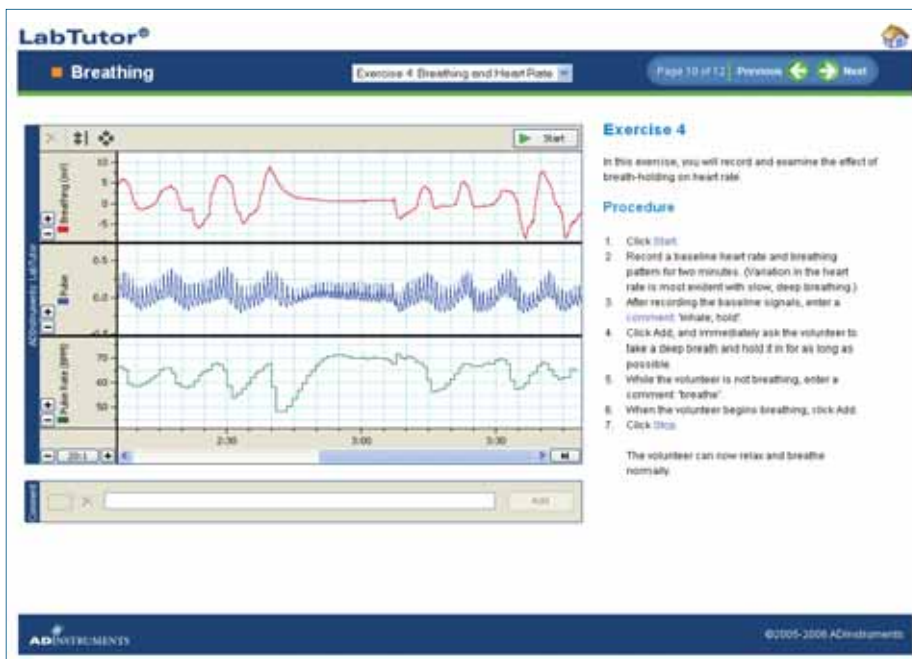 LabTutor®
Breathing
Exercise 4 Breathing and Heart Rate
Page 10 of 12 Previous Next
Start
Breathing (mV)
10
5
0
-5
Pulse
0.5
0.0
-0.5
Pulse Rate (BPM)
70
60
50
ADInstruments LabTutor
2:30
3:00
3:30
20:1
Comment
Add
Exercise 4
In this exercise, you will record and examine the effect of
breath-holding on heart rate
Procedure
1. Click Start.
2. Record a baseline heart rate and breathing
pattern for two minutes. (Variation in the heart
rate is most evident with slow, deep breathing.)
3. After recording the baseline signals, enter a
comment 'Inhale, hold'.
4. Click Add, and immediately ask the volunteer to
take a deep breath and hold it in for as long as
possible.
5. While the volunteer is not breathing, enter a
comment 'breathe'.
6. When the volunteer begins breathing, click Add.
7. Click Stop.
The volunteer can now relax and breathe
normally.
ADINSTRUMENTS
©2005-2006 ADInstruments